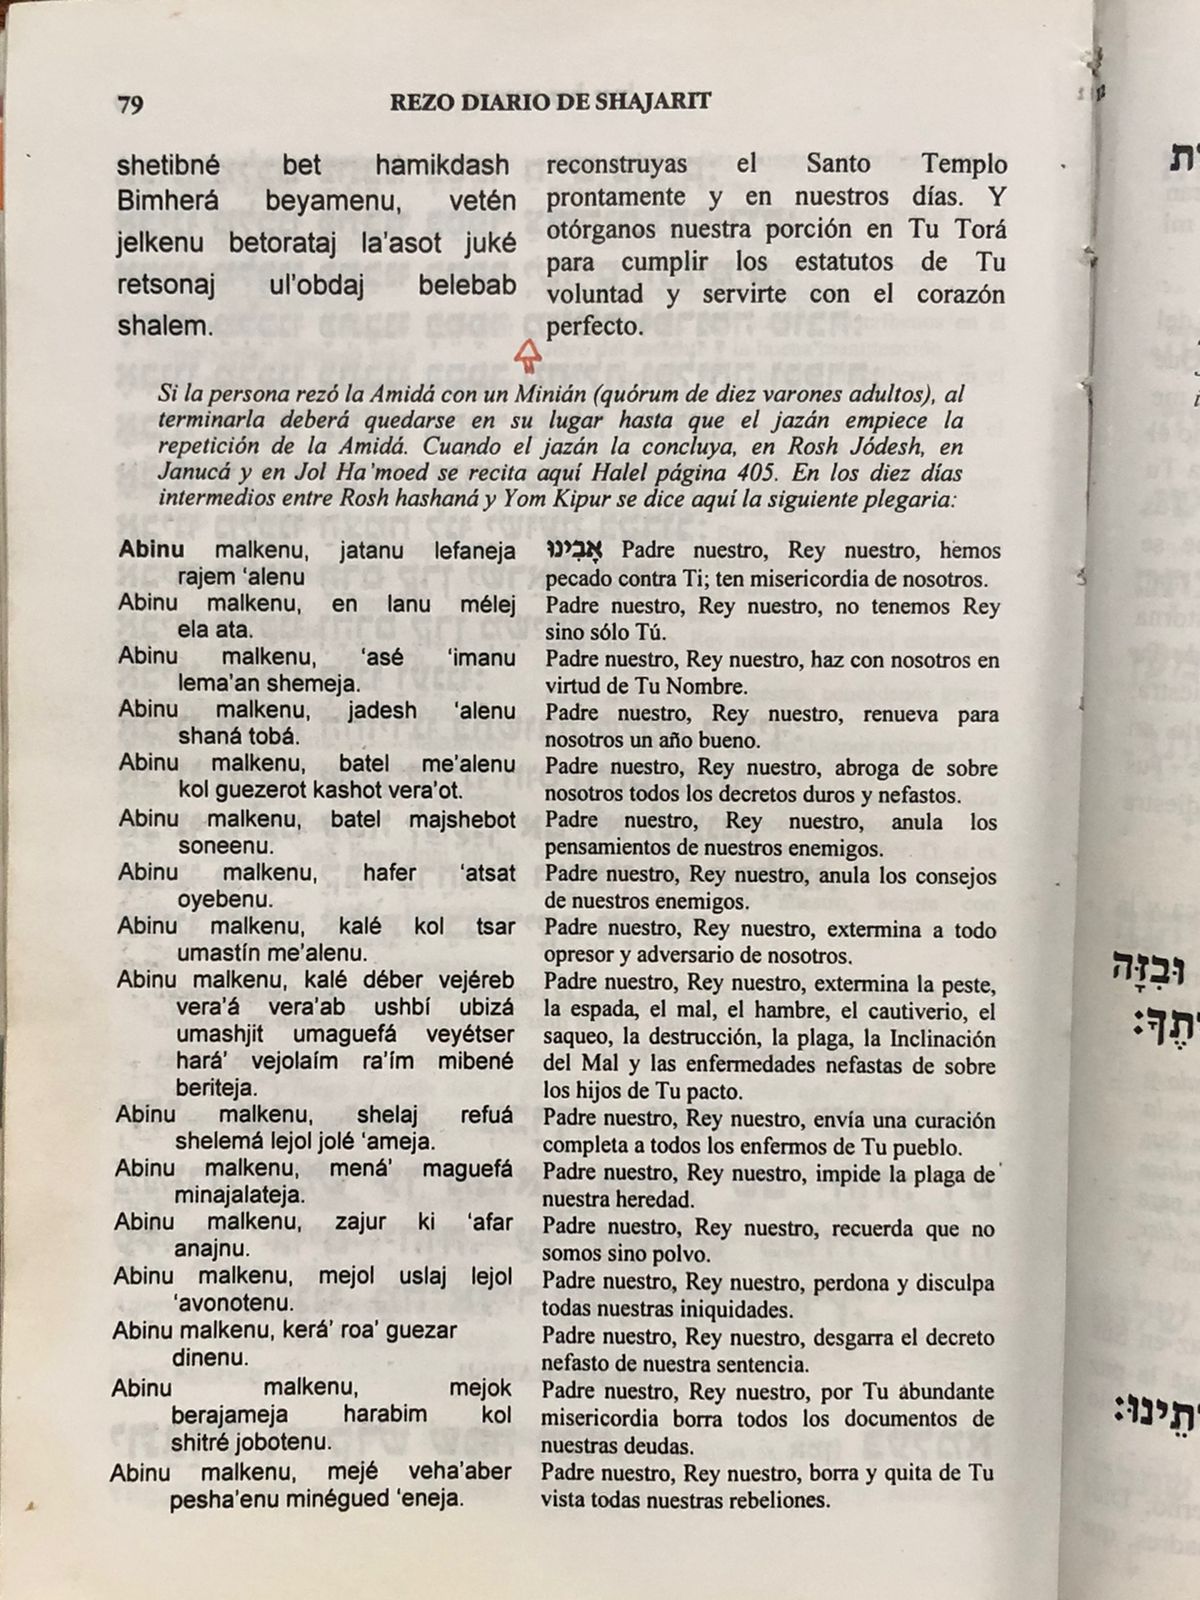 79
REZO DIARIO DE SHAJARIT
shetibné bet hamikdash
Bimherá beyamenu, vetén
jelkenu betorataj la'asot juké
retsonaj ul'obdaj belebab
shalem.
reconstruyas el Santo Templo
prontamente y en nuestros días. Y
otórganos nuestra porción en Tu Torá
para cumplir los estatutos de Tu
voluntad y servirte con el corazón
perfecto.
Si la persona rezó la Amidá con un Minián (quórum de diez varones adultos), al
terminarla deberá quedarse en su lugar hasta que el jazán empiece la
repetición de la Amidá. Cuando el jazán la concluya, en Rosh Jódesh, en
Janucá y en Jol Ha'moed se recita aquí Halel página 405. En los diez días
intermedios entre Rosh hashaná y Yom Kipur se dice aquí la siguiente plegaria:
Abinu malkenu, jatanu lefaneja
rajem 'alenu
Abinu malkenu, en lanu mélej
ela ata.
Abinu malkenu, 'asé 'imanu
lema'an shemeja.
Abinu malkenu, jadesh 'alenu
shaná tobá.
Abinu malkenu, batel me'alenu
kol guezerot kashot vera'ot.
Abinu malkenu, batel majshebot
soneenu.
Abinu malkenu, hafer 'atsat
oyebenu.
Abinu malkenu, kalé kol tsar
umastín me'alenu.
Abinu malkenu, kalé déber vejéreb
vera'á vera'ab ushbí ubizá
umashjit umaguefá veyétser
hará' vejolaím ra'ím mibené
beriteja.
Abinu malkenu, shelaj refuá
shelemá lejol jolé 'ameja.
Abinu malkenu, mená' maguefá
minajalateja.
Abinu malkenu, zajur ki 'afar
anajnu.
Abinu malkenu, mejol uslaj lejol
'avonotenu.
Abinu malkenu, kerá' roa' guezar
dinenu.
Abinu malkenu, mejok
berajameja harabim kol
shitré jobotenu.
Abinu malkenu, mejé veha'aber
pesha'enu minégued 'eneja.
אָבִינוּ Padre nuestro, Rey nuestro, hemos
pecado contra Ti; ten misericordia de nosotros.
Padre nuestro, Rey nuestro, no tenemos Rey
sino sólo Tú.
Padre nuestro, Rey nuestro, haz con nosotros en
virtud de Tu Nombre.
Padre nuestro, Rey nuestro, renueva para
nosotros un año bueno.
Padre nuestro, Rey nuestro, abroga de sobre
nosotros todos los decretos duros y nefastos.
Padre nuestro, Rey nuestro, anula los
pensamientos de nuestros enemigos.
Padre nuestro, Rey nuestro, anula los consejos
de nuestros enemigos.
Padre nuestro, Rey nuestro, extermina a todo
opresor y adversario de nosotros.
Padre nuestro, Rey nuestro, extermina la peste,
la espada, el mal, el hambre, el cautiverio, el
saqueo, la destrucción, la plaga, la Inclinación
del Mal y las enfermedades nefastas de sobre
los hijos de Tu pacto.
Padre nuestro, Rey nuestro, envía una curación
completa a todos los enfermos de Tu pueblo.
Padre nuestro, Rey nuestro, impide la plaga de
nuestra heredad.
Padre nuestro, Rey nuestro, recuerda que no
somos sino polvo.
Padre nuestro, Rey nuestro, perdona y disculpa
todas nuestras iniquidades.
Padre nuestro, Rey nuestro, desgarra el decreto
nefasto de nuestra sentencia.
Padre nuestro, Rey nuestro, por Tu abundante
misericordia borra todos los documentos de
nuestras deudas.
Padre nuestro, Rey nuestro, borra y quita de Tu
vista todas nuestras rebeliones.
וּבִזָּה